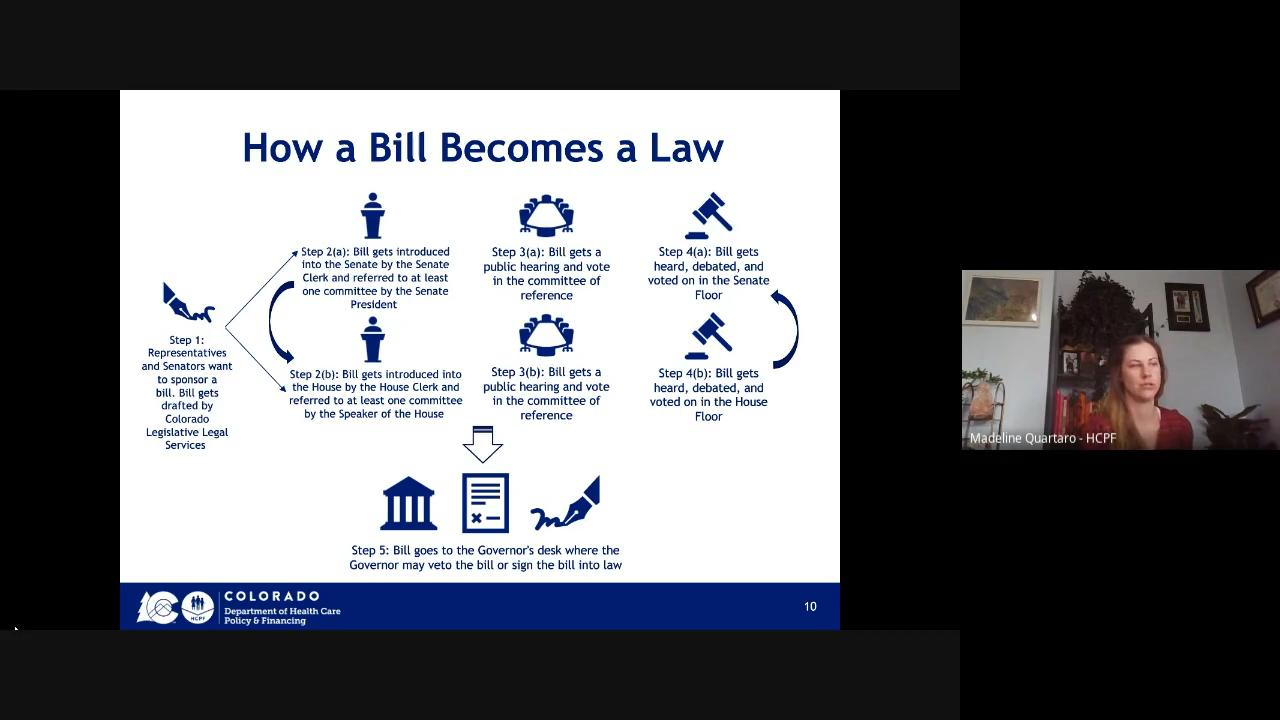 How a Bill Becomes a Law
Step 1:
Representatives
and Senators want
to sponsor a
bill. Bill gets
drafted by
Colorado
Legislative Legal
Services
Step 2(a): Bill gets introduced
into the Senate by the Senate
Clerk and referred to at least
one committee by the Senate
President
Step 3(a): Bill gets a
public hearing and vote
in the committee of
reference
Step 4(a): Bill gets
heard, debated, and
voted on in the Senate
Floor
Step 2(b): Bill gets introduced into
the House by the House Clerk and
referred to at least one committee
by the Speaker of the House
Step 3(b): Bill gets a
public hearing and vote
in the committee of
reference
Step 4(b): Bill gets
heard, debated, and
voted on in the House
Floor
Step 5: Bill goes to the Governor's desk where the
Governor may veto the bill or sign the bill into law
HCPF
COLORADO
Department of Health Care
Policy & Financing
10
Madeline Quartaro - HCPF